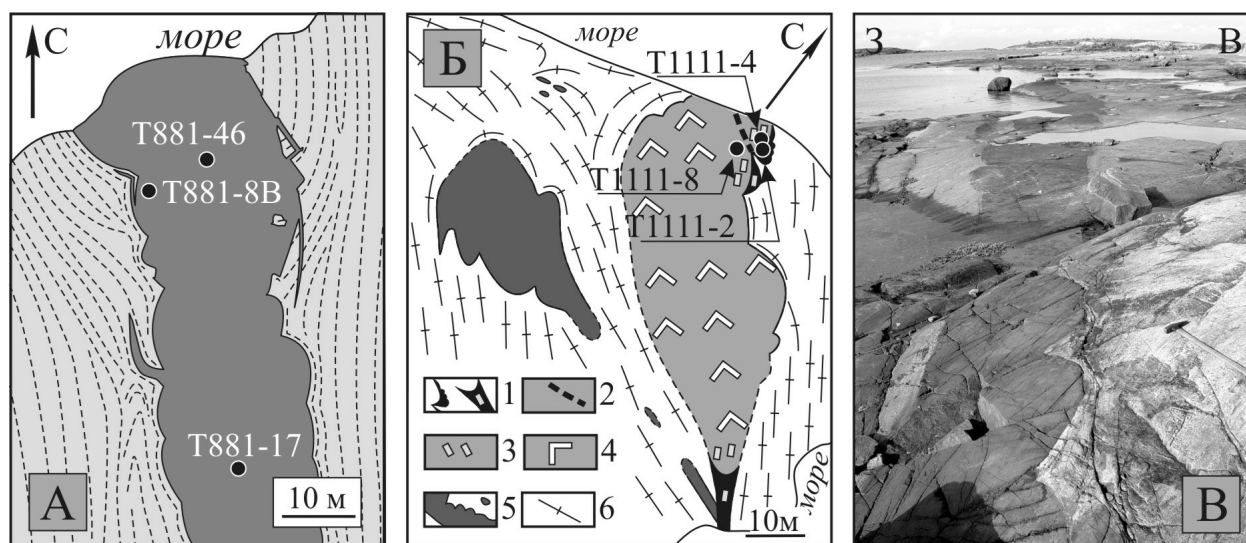 С
море
Т881-46
Т881-8В
Т881-17
А
10 м
Б
море
С
Т1111-4
Т1111-8
Т1111-2
1
2
3
4
5
6
10м
море
З
В
В